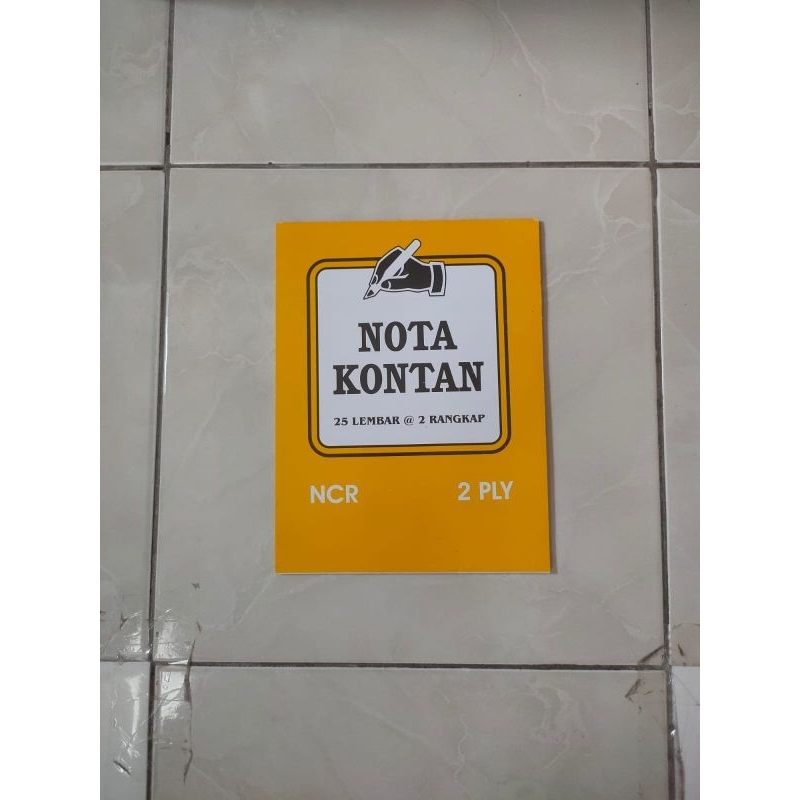 NOTA
KONTAN
25 LEMBAR @ 2 RANGKAP
NCR 2 PLY